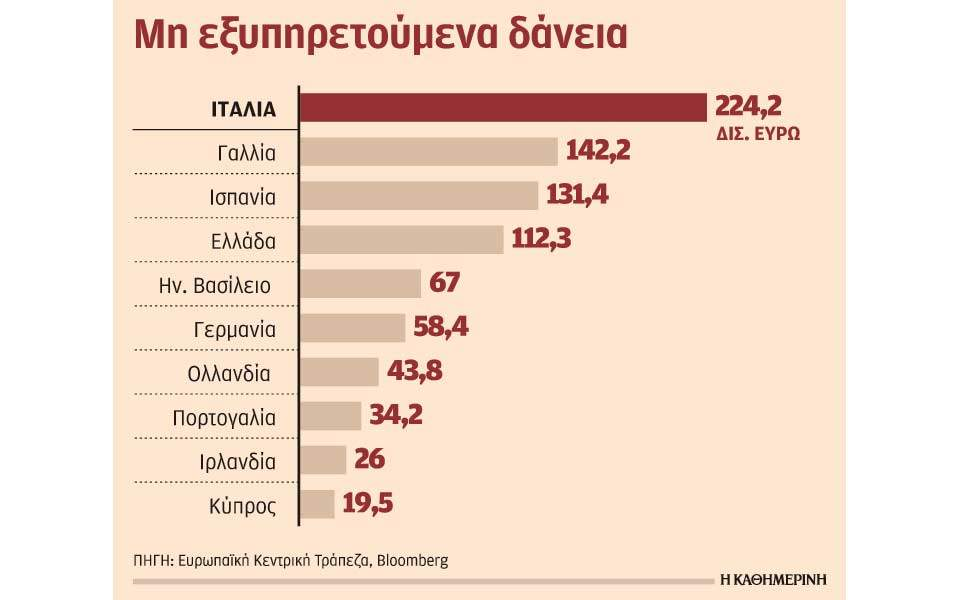 Μη εξυπηρετούμενα δάνεια
ΙΤΑΛΙΑ 224,2
ΔΙΣ. ΕΥΡΩ
Γαλλία 142,2
Ισπανία 131,4
Ελλάδα 112,3
Ην. Βασίλειο 67
Γερμανία 58,4
Ολλανδία 43,8
Πορτογαλία 34,2
Ιρλανδία 26
Κύπρος 19,5
ΠΗΓΗ: Ευρωπαϊκή Κεντρική Τράπεζα, Bloomberg
Η ΚΑΘΗΜΕΡΙΝΗ